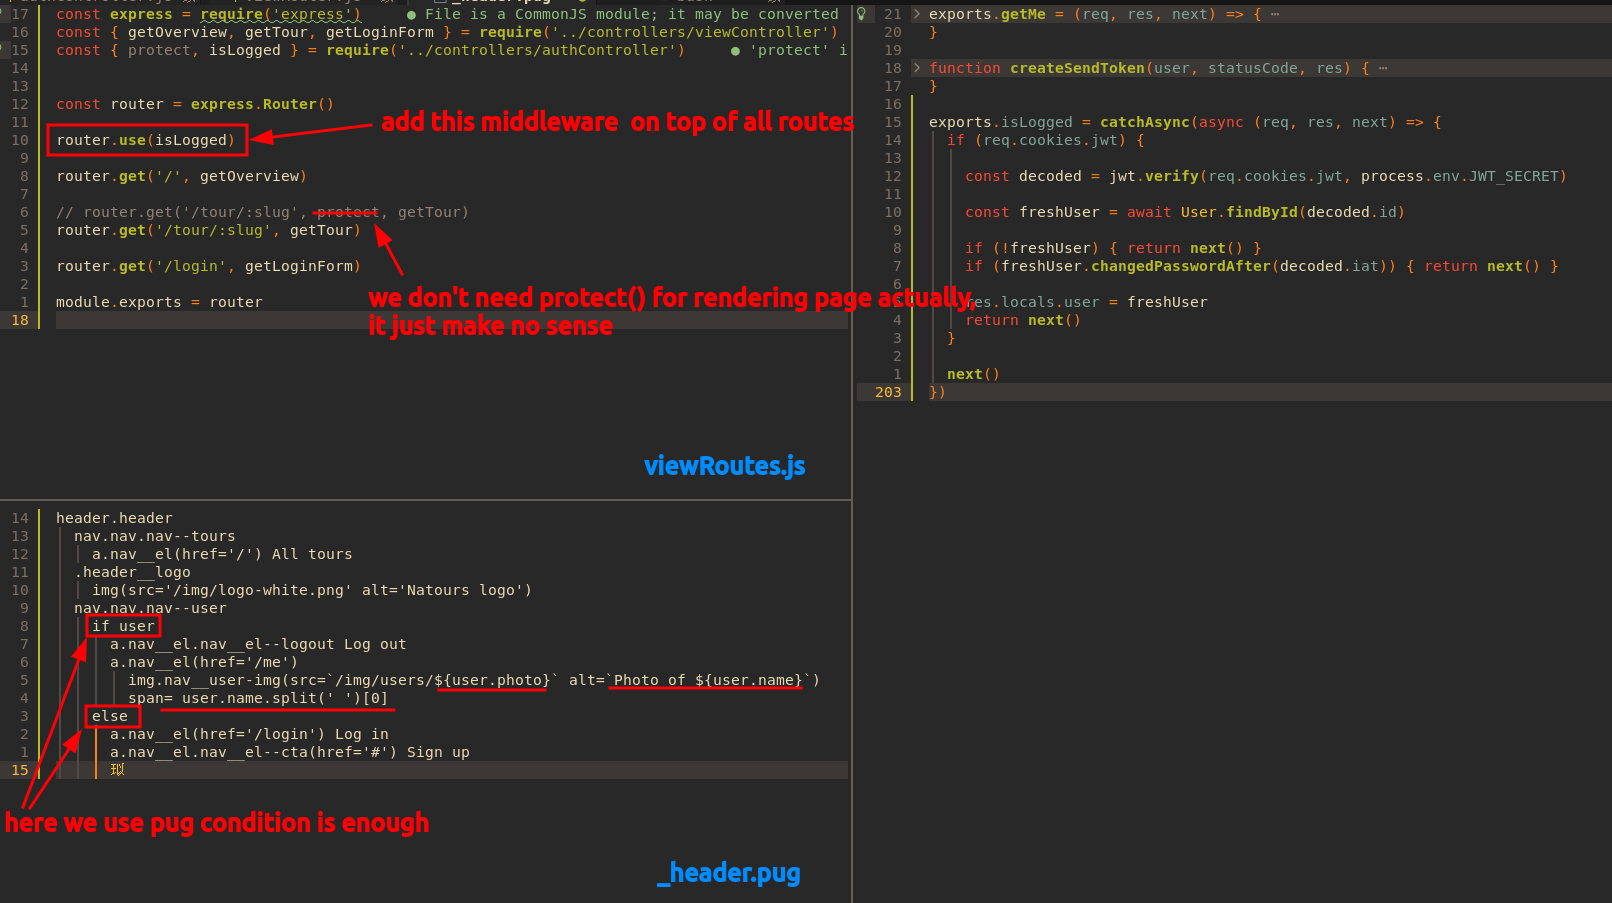 17 const express = require('express') ● File is a CommonJS module; it may be converted
16 const { getOverview, getTour, getLoginForm } = require('../controllers/viewController')
15 const { protect, isLogged } = require('../controllers/authController') ● 'protect' i
14
13
12 const router = express.Router()
11
add this middleware on top of all routes
10 router.use(isLogged)
9
8 router.get('/', getOverview)
7
6 // router.get('/tour/:slug', protect, getTour)
5 router.get('/tour/:slug', getTour)
4
3 router.get('/login', getLoginForm)
2
we don't need protect() for rendering page actually,
it just make no sense
1 module.exports = router
18
viewRoutes.js
14 header.header
13 nav.nav.nav--tours
12 a.nav__el(href='/') All tours
11 .header__logo
10 img(src='/img/logo-white.png' alt='Natours logo')
9 nav.nav.nav--user
8 if user
7 a.nav__el.nav__el--logout Log out
6 a.nav__el(href='/me')
5 img.nav__user-img(src=`/img/users/${user.photo}` alt=`Photo of ${user.name}`)
4 span= user.name.split(' ')[0]
3 else
2 a.nav__el(href='/login') Log in
1 a.nav__el.nav__el--cta(href='#') Sign up
15
here we use pug condition is enough
_header.pug
21 > exports.getMe = (req, res, next) => { ⋯
20 }
19
18 > function createSendToken(user, statusCode, res) { ⋯
17 }
16
15 exports.isLogged = catchAsync(async (req, res, next) => {
14 if (req.cookies.jwt) {
13
12 const decoded = jwt.verify(req.cookies.jwt, process.env.JWT_SECRET)
11
10 const freshUser = await User.findById(decoded.id)
9
8 if (!freshUser) { return next() }
7 if (freshUser.changedPasswordAfter(decoded.iat)) { return next() }
6
res.locals.user = freshUser
4 return next()
3 }
2
1 next()
203 })